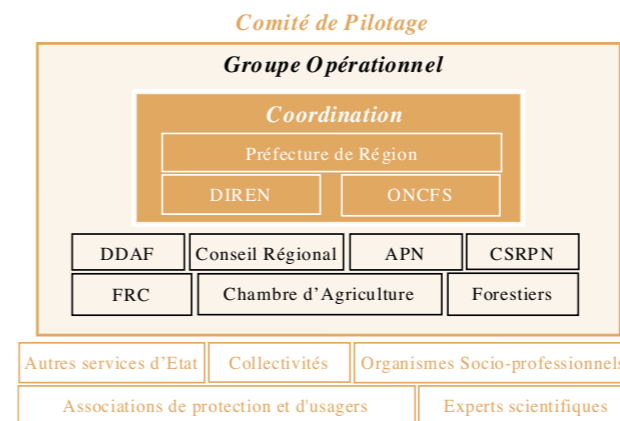 Comité de Pilotage
Groupe Opérationnel
Coordination
Préfecture de Région
DIREN ONCFS
DDAF Conseil Régional APN CSRPN
FRC Chambre d’Agriculture Forestiers
Autres services d’Etat Collectivités Organismes Socio-professionnels
Associations de protection et d'usagers Experts scientifiques